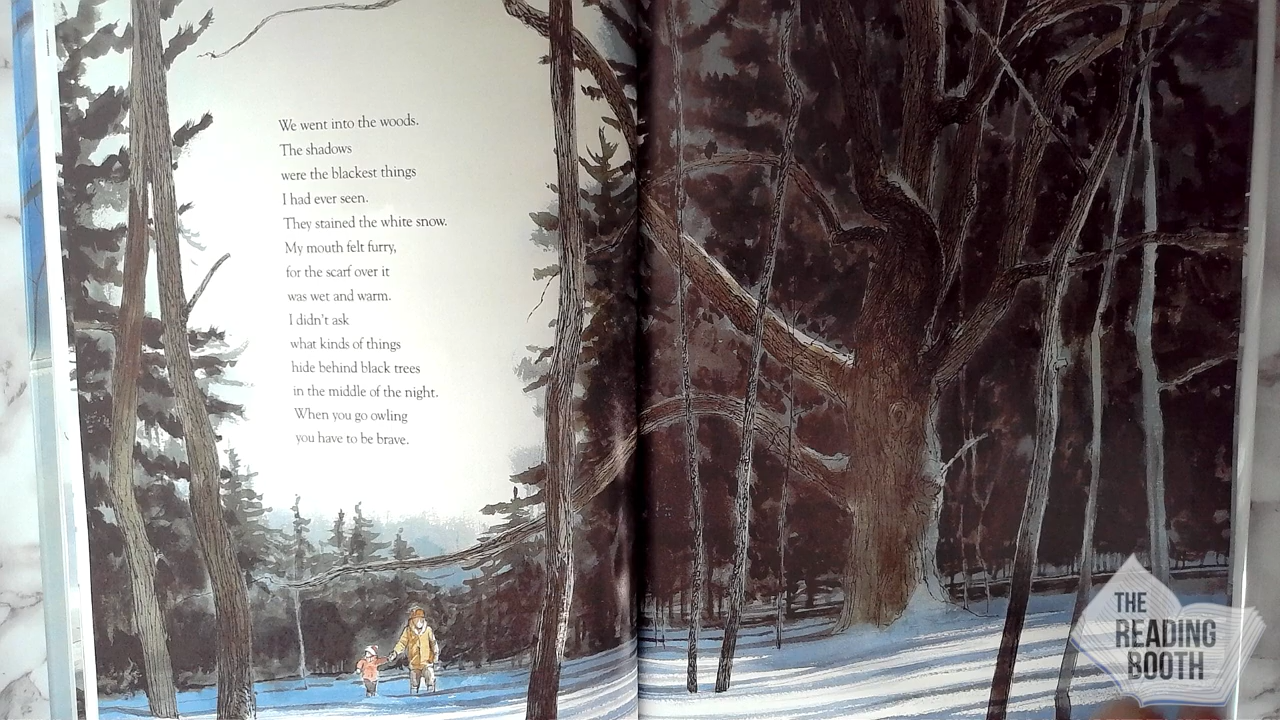 We went into the woods.
The shadows
were the blackest things
I had ever seen.
They stained the white snow.
My mouth felt furry,
for the scarf over it
was wet and warm.
I didn't ask
what kinds of things
hide behind black trees
in the middle of the night.
When you go owling
you have to be brave.
THE
READING
BOOTH